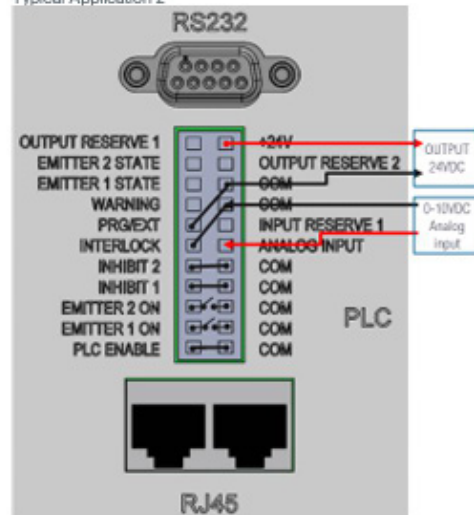 Typical Application 2
RS232
OUTPUT RESERVE 1 +24V
EMITTER 2 STATE OUTPUT RESERVE 2
EMITTER 1 STATE COM
WARNING COM
PRG/EXT INPUT RESERVE 1
INTERLOCK ANALOG INPUT
INHIBIT 2 COM
INHIBIT 1 COM
EMITTER 2 ON COM
EMITTER 1 ON COM
PLC ENABLE COM
PLC
OUTPUT
24VDC
0-10VDC
Analog
input
RJ45